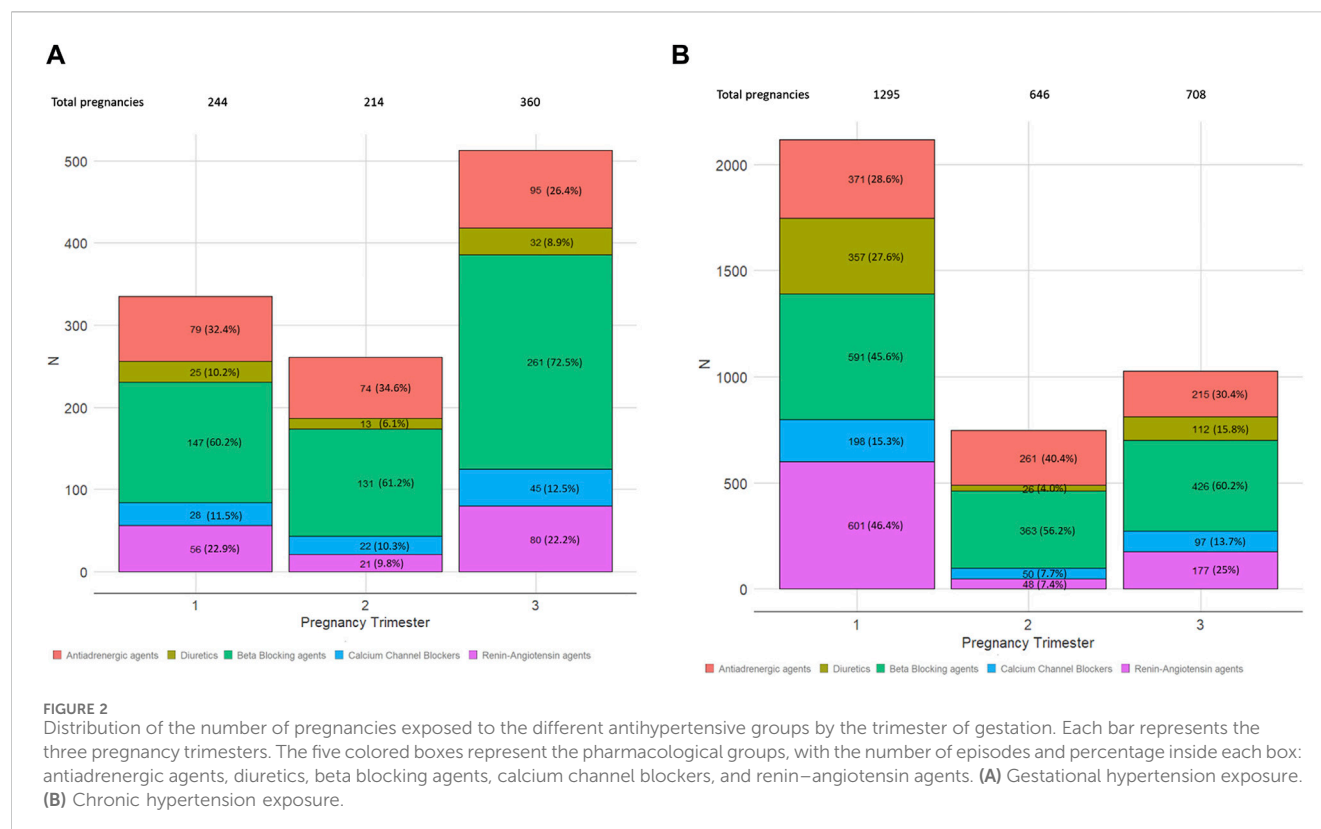 A
Total pregnancies 244 214 360
500
400
300
200
100
0
N
79 (32.4%)
25 (10.2%)
147 (60.2%)
28 (11.5%)
56 (22.9%)
74 (34.6%)
13 (6.1%)
131 (61.2%)
22 (10.3%)
21 (9.8%)
95 (26.4%)
32 (8.9%)
261 (72.5%)
45 (12.5%)
80 (22.2%)
1 2 3
Pregnancy Trimester
Antiadrenergic agents Diuretics Beta Blocking agents Calcium Channel Blockers Renin-Angiotensin agents
B
Total pregnancies 1295 646 708
2000
1500
1000
500
0
N
371 (28.6%)
357 (27.6%)
591 (45.6%)
198 (15.3%)
601 (46.4%)
261 (40.4%)
26 (4.0%)
363 (56.2%)
50 (7.7%)
48 (7.4%)
215 (30.4%)
112 (15.8%)
426 (60.2%)
97 (13.7%)
177 (25%)
1 2 3
Pregnancy Trimester
Antiadrenergic agents Diuretics Beta Blocking agents Calcium Channel Blockers Renin-Angiotensin agents
FIGURE 2
Distribution of the number of pregnancies exposed to the different antihypertensive groups by the trimester of gestation. Each bar represents the
three pregnancy trimesters. The five colored boxes represent the pharmacological groups, with the number of episodes and percentage inside each box:
antiadrenergic agents, diuretics, beta blocking agents, calcium channel blockers, and renin–angiotensin agents. (A) Gestational hypertension exposure.
(B) Chronic hypertension exposure.